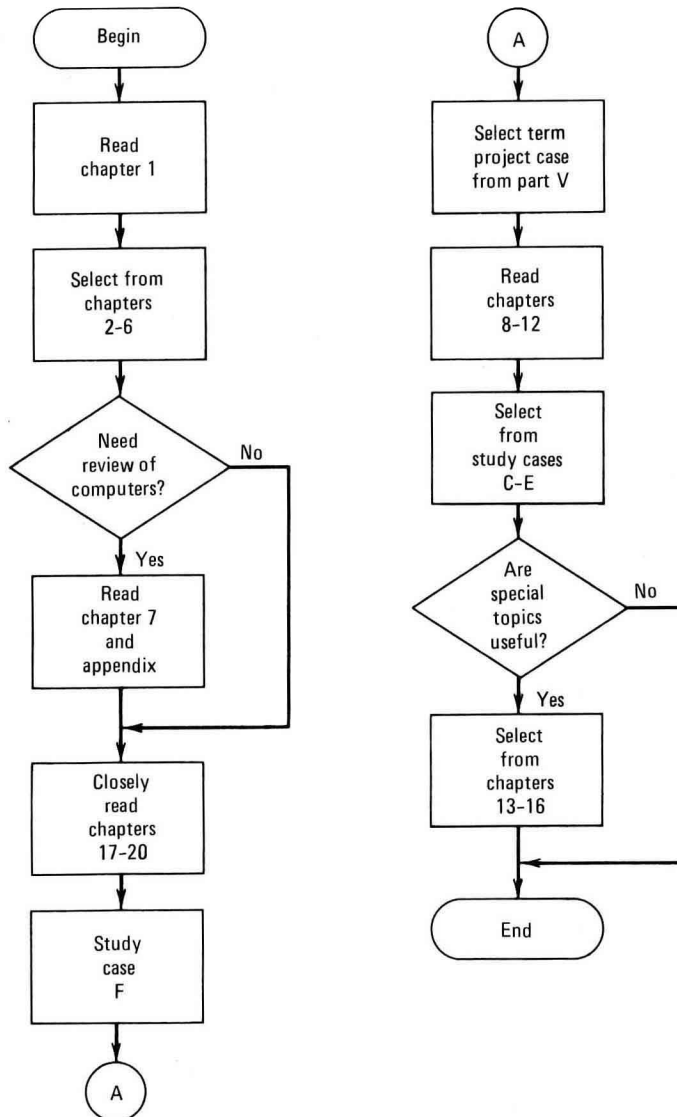 Begin
Read
chapter 1
Select from
chapters
2-6
Need
review of
computers?
No
Yes
Read
chapter 7
and
appendix
Closely
read
chapters
17-20
Study
case
F
A
A
Select term
project case
from part V
Read
chapters
8-12
Select
from
study cases
C-E
Are
special
topics
useful?
No
Yes
Select
from
chapters
13-16
End